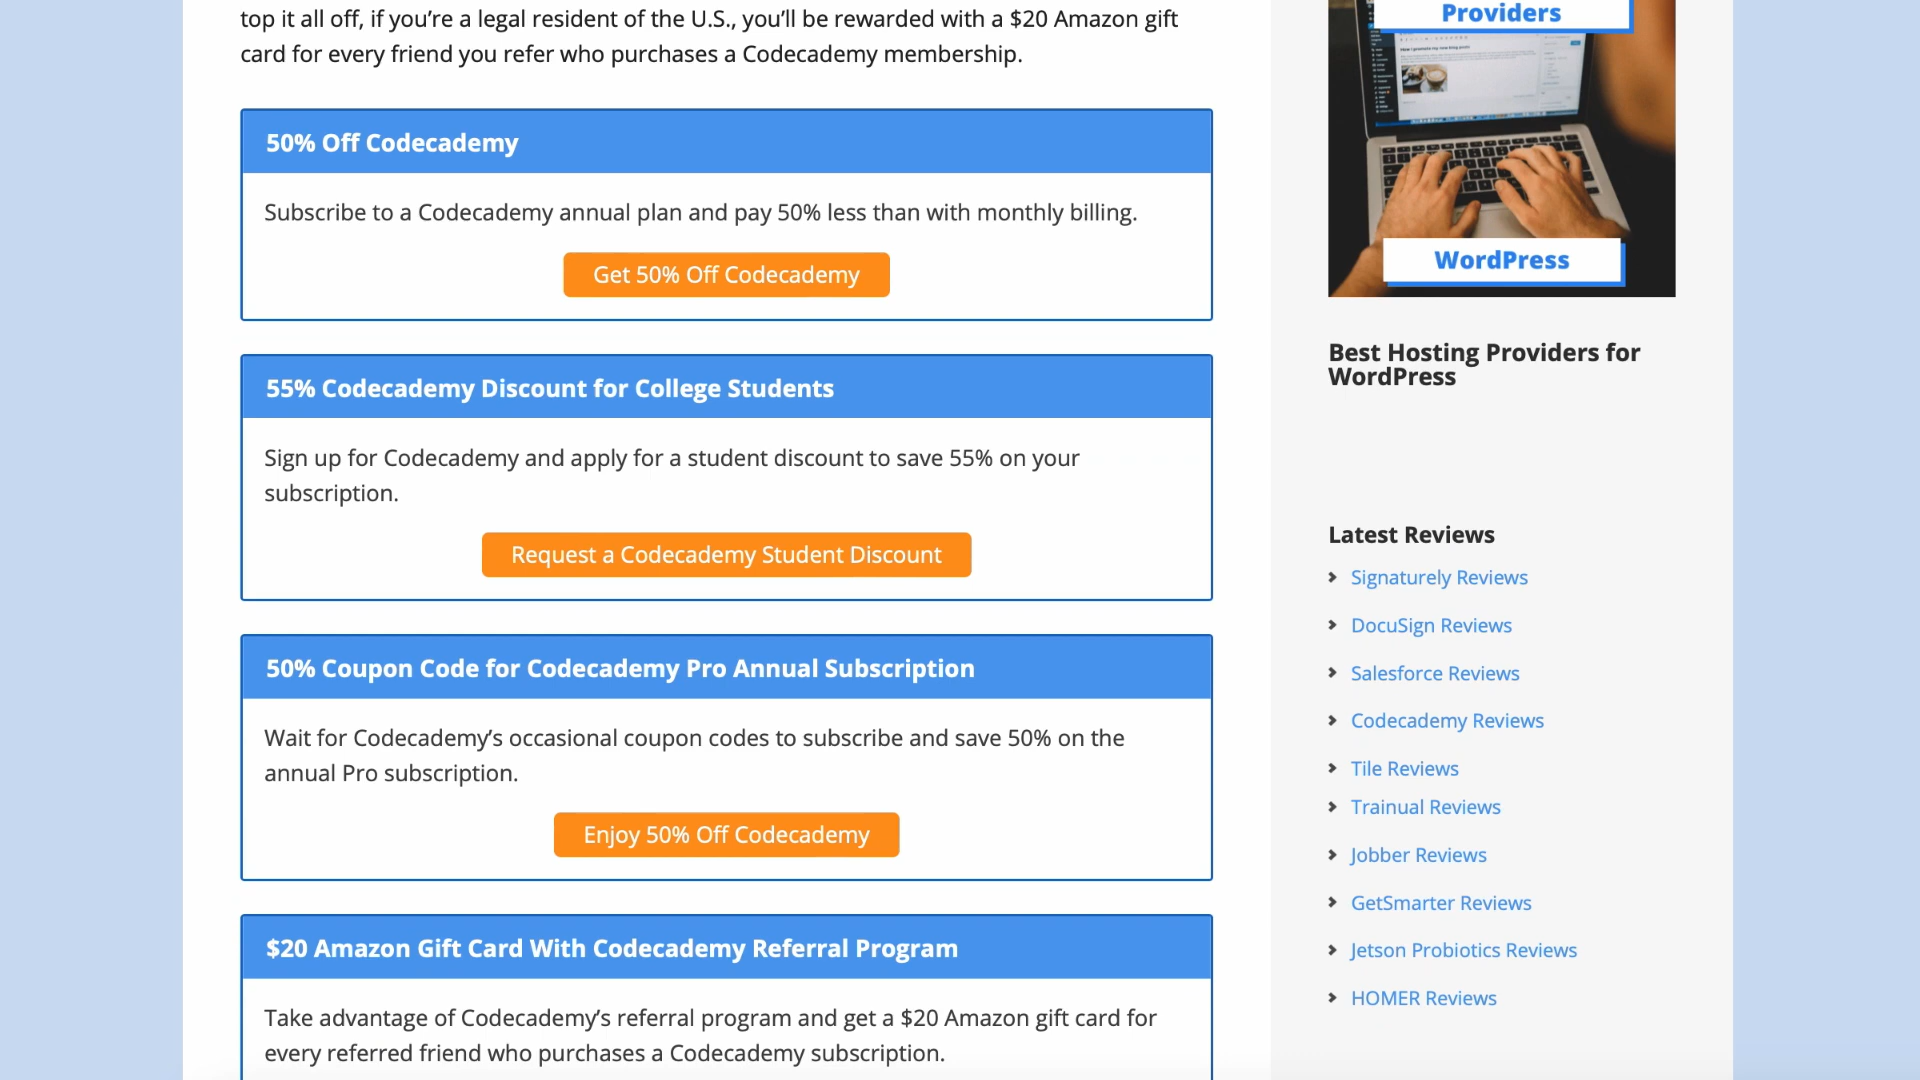 top it all off, if you’re a legal resident of the U.S., you’ll be rewarded with a $20 Amazon gift
card for every friend you refer who purchases a Codecademy membership.
50% Off Codecademy
Subscribe to a Codecademy annual plan and pay 50% less than with monthly billing.
Get 50% Off Codecademy
55% Codecademy Discount for College Students
Sign up for Codecademy and apply for a student discount to save 55% on your
subscription.
Request a Codecademy Student Discount
50% Coupon Code for Codecademy Pro Annual Subscription
Wait for Codecademy’s occasional coupon codes to subscribe and save 50% on the
annual Pro subscription.
Enjoy 50% Off Codecademy
$20 Amazon Gift Card With Codecademy Referral Program
Take advantage of Codecademy’s referral program and get a $20 Amazon gift card for
every referred friend who purchases a Codecademy subscription.
Providers
WordPress
Best Hosting Providers for
WordPress
Latest Reviews
Signaturely Reviews
DocuSign Reviews
Salesforce Reviews
Codecademy Reviews
Tile Reviews
Trainual Reviews
Jobber Reviews
GetSmarter Reviews
Jetson Probiotics Reviews
HOMER Reviews